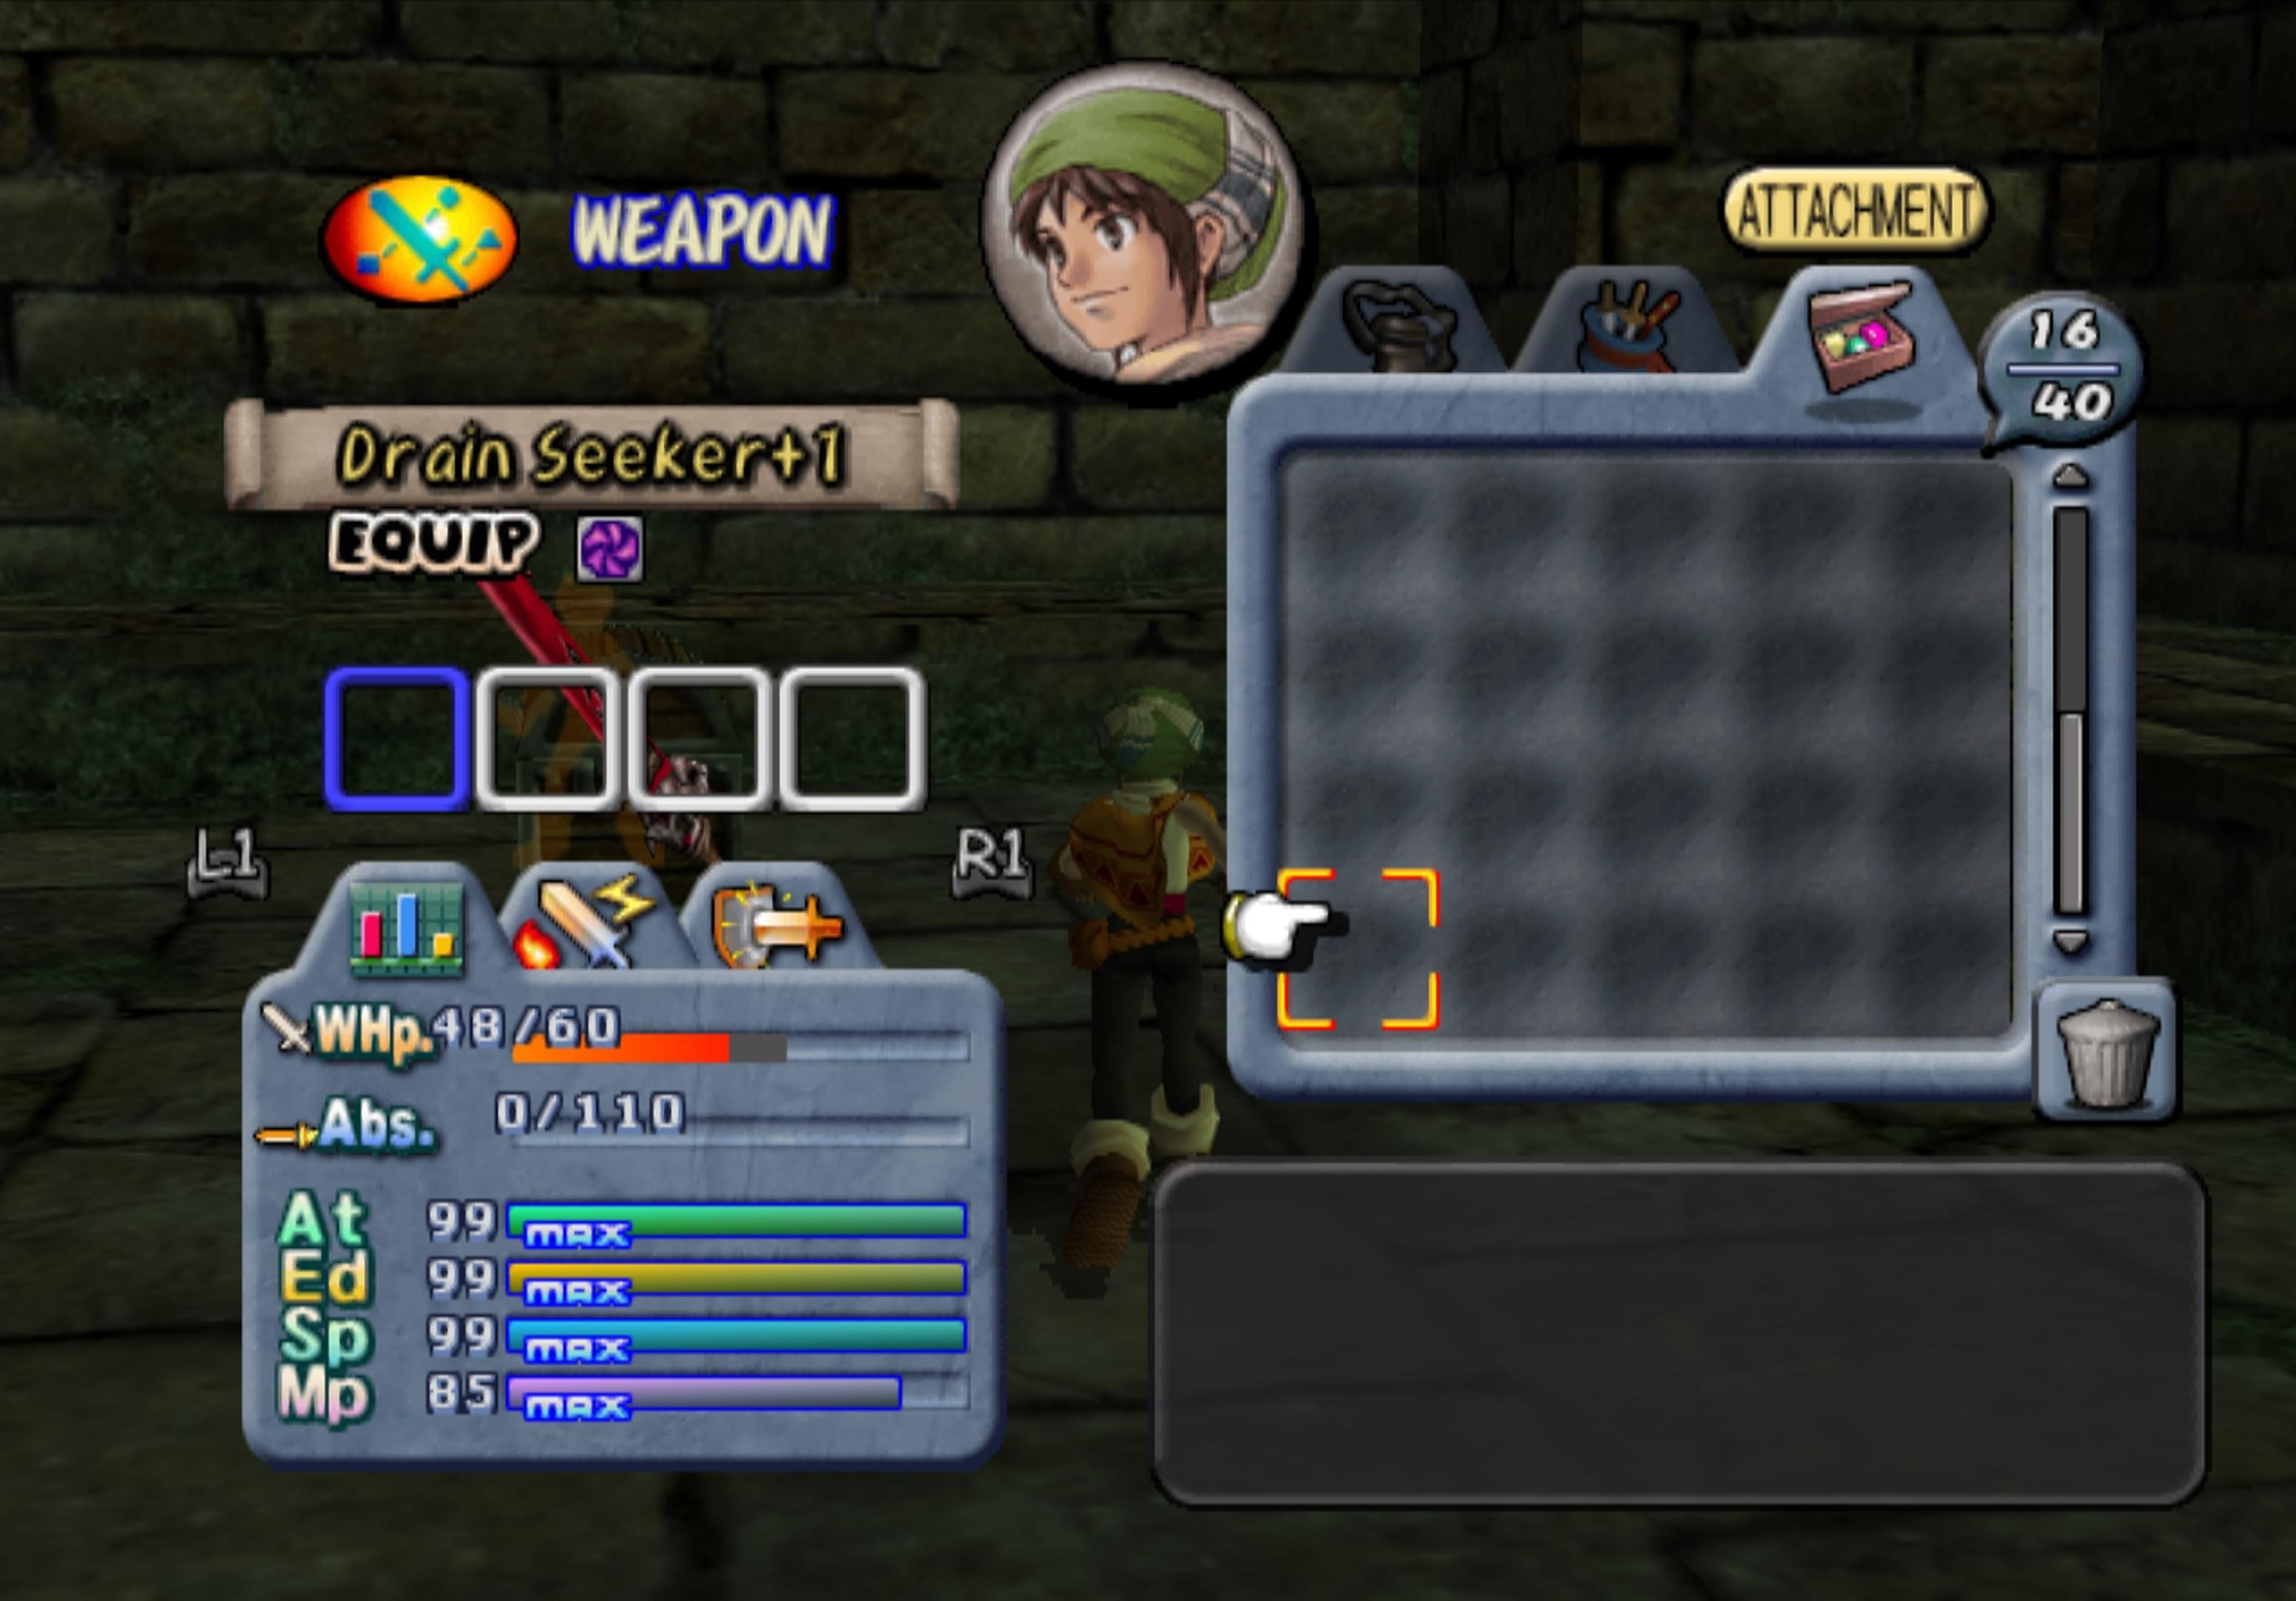 WEAPON
ATTACHMENT
16
40
Drain Seeker+1
EQUIP
L1
R1
WHp. 48/60
Abs. 0/110
At 99 max
Ed 99 max
Sp 99 max
Mp 85 max